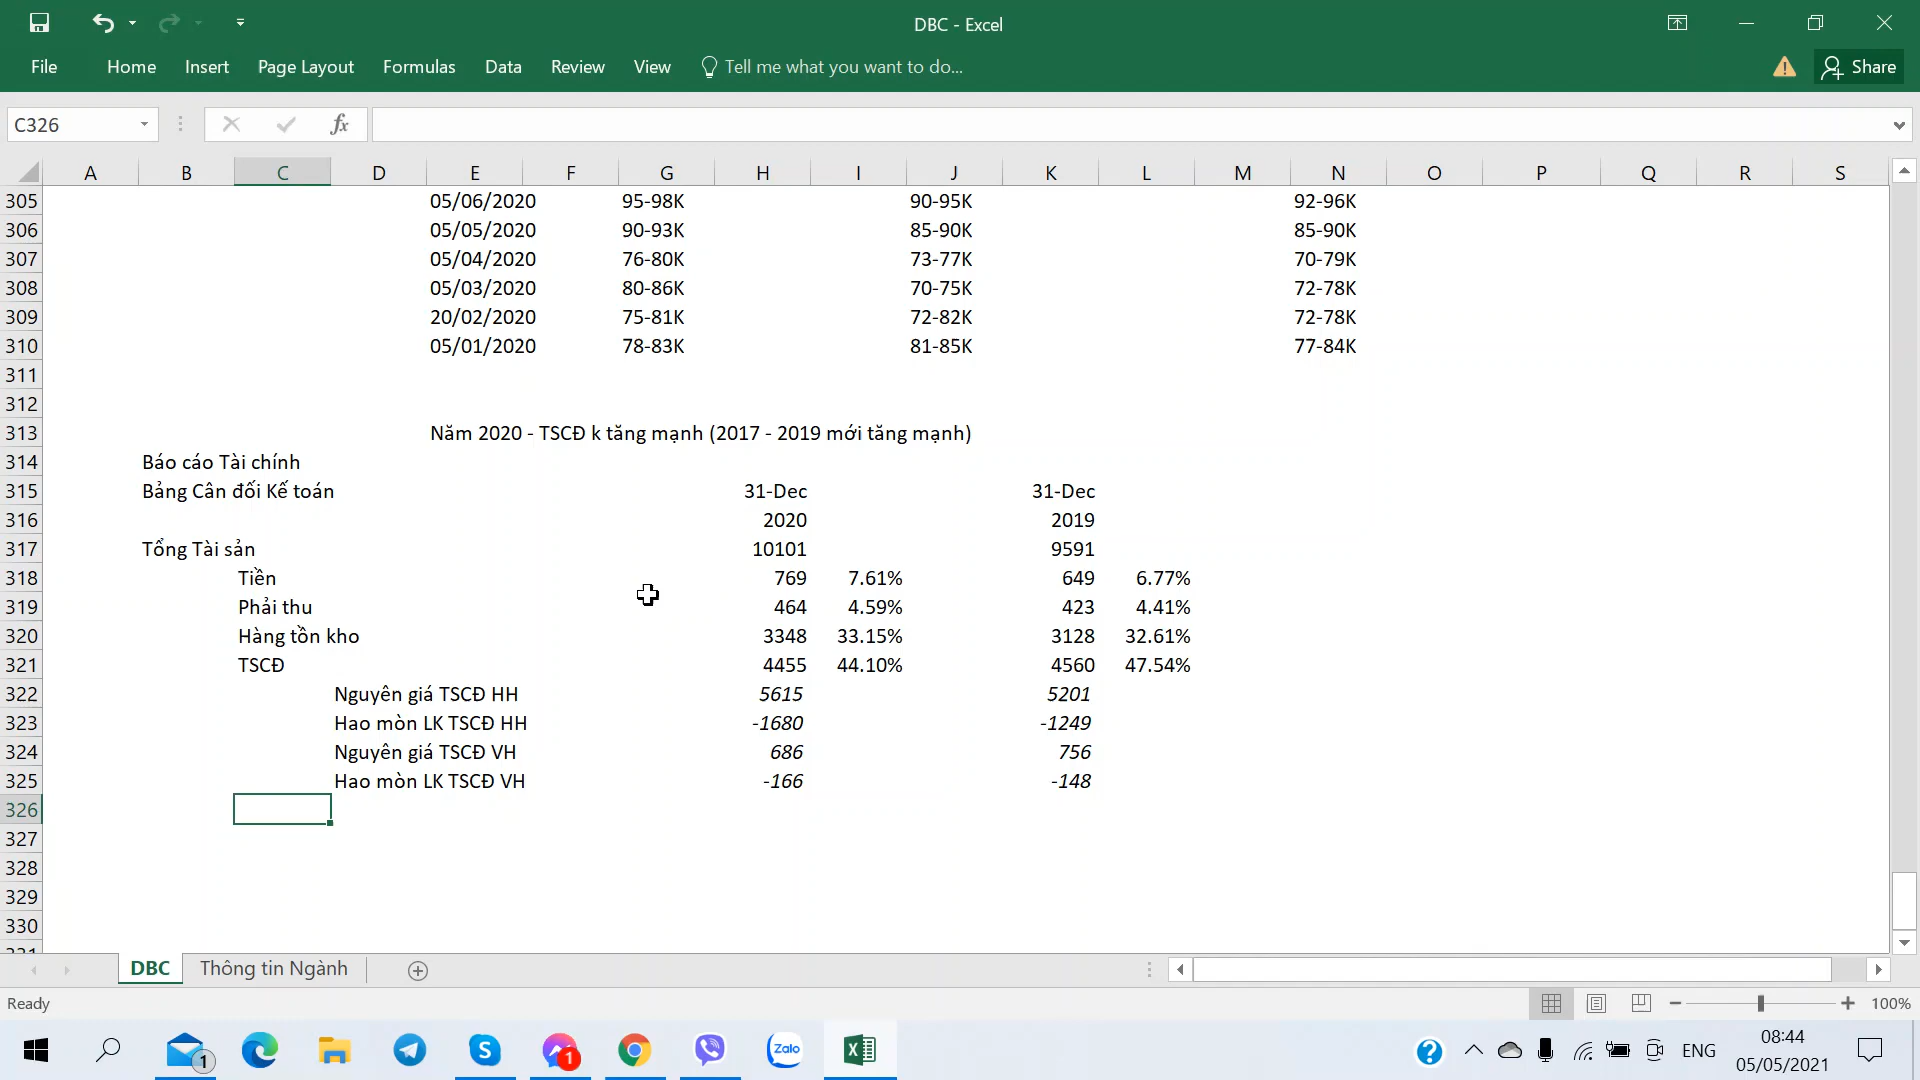 DBC - Excel
File Home Insert Page Layout Formulas Data Review View Tell me what you want to do... Share
C326 fx
A B C D E F G H I J K L M N O P Q R S
305 05/06/2020 95-98K 90-95K 92-96K
306 05/05/2020 90-93K 85-90K 85-90K
307 05/04/2020 76-80K 73-77K 70-79K
308 05/03/2020 80-86K 70-75K 72-78K
309 20/02/2020 75-81K 72-82K 72-78K
310 05/01/2020 78-83K 81-85K 77-84K
311
312
313 Năm 2020 - TSCĐ k tăng mạnh (2017 - 2019 mới tăng mạnh)
314 Báo cáo Tài chính
315 Bảng Cân đối Kế toán 31-Dec 31-Dec
316 2020 2019
317 Tổng Tài sản 10101 9591
318 Tiền 769 7.61% 649 6.77%
319 Phải thu 464 4.59% 423 4.41%
320 Hàng tồn kho 3348 33.15% 3128 32.61%
321 TSCĐ 4455 44.10% 4560 47.54%
322 Nguyên giá TSCĐ HH 5615 5201
323 Hao mòn LK TSCĐ HH -1680 -1249
324 Nguyên giá TSCĐ VH 686 756
325 Hao mòn LK TSCĐ VH -166 -148
326
327
328
329
330
331
DBC Thông tin Ngành
Ready 100%
1 S 1 Zalo ? ENG 08:44
05/05/2021